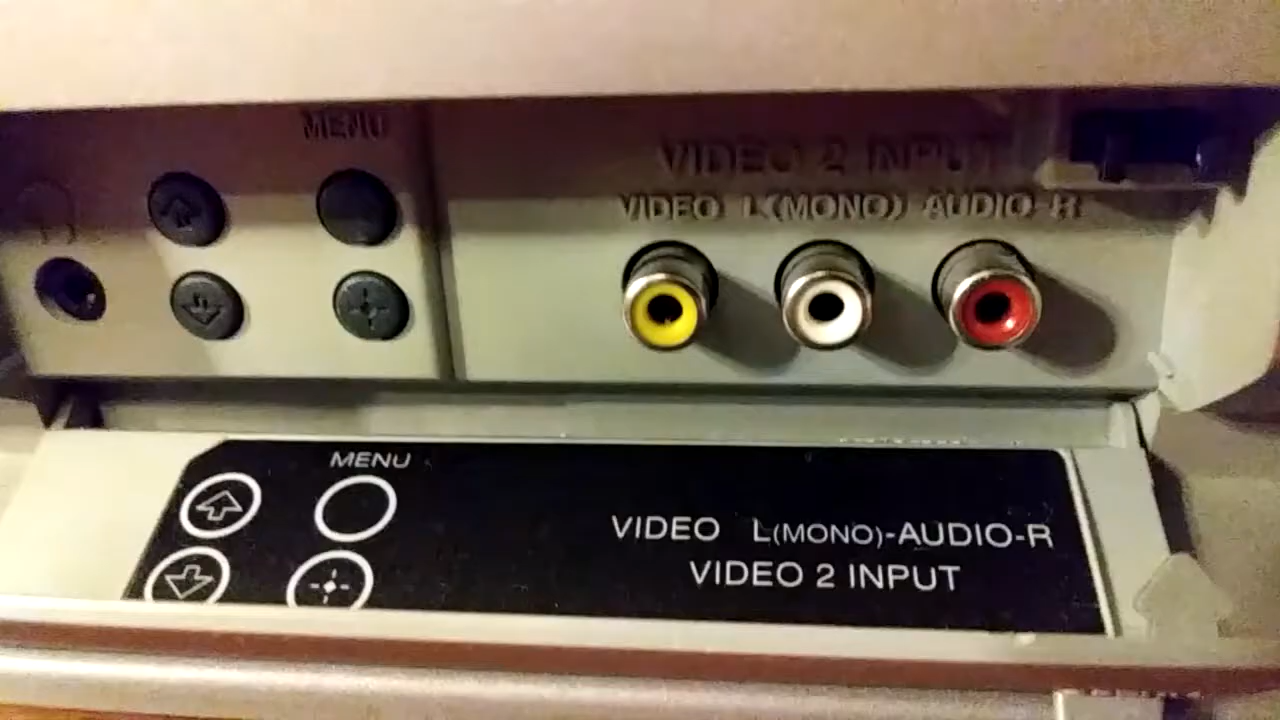 MENU
VIDEO 2 INPUT
VIDEO L(MONO) AUDIO-R
MENU
VIDEO L(MONO)-AUDIO-R
VIDEO 2 INPUT